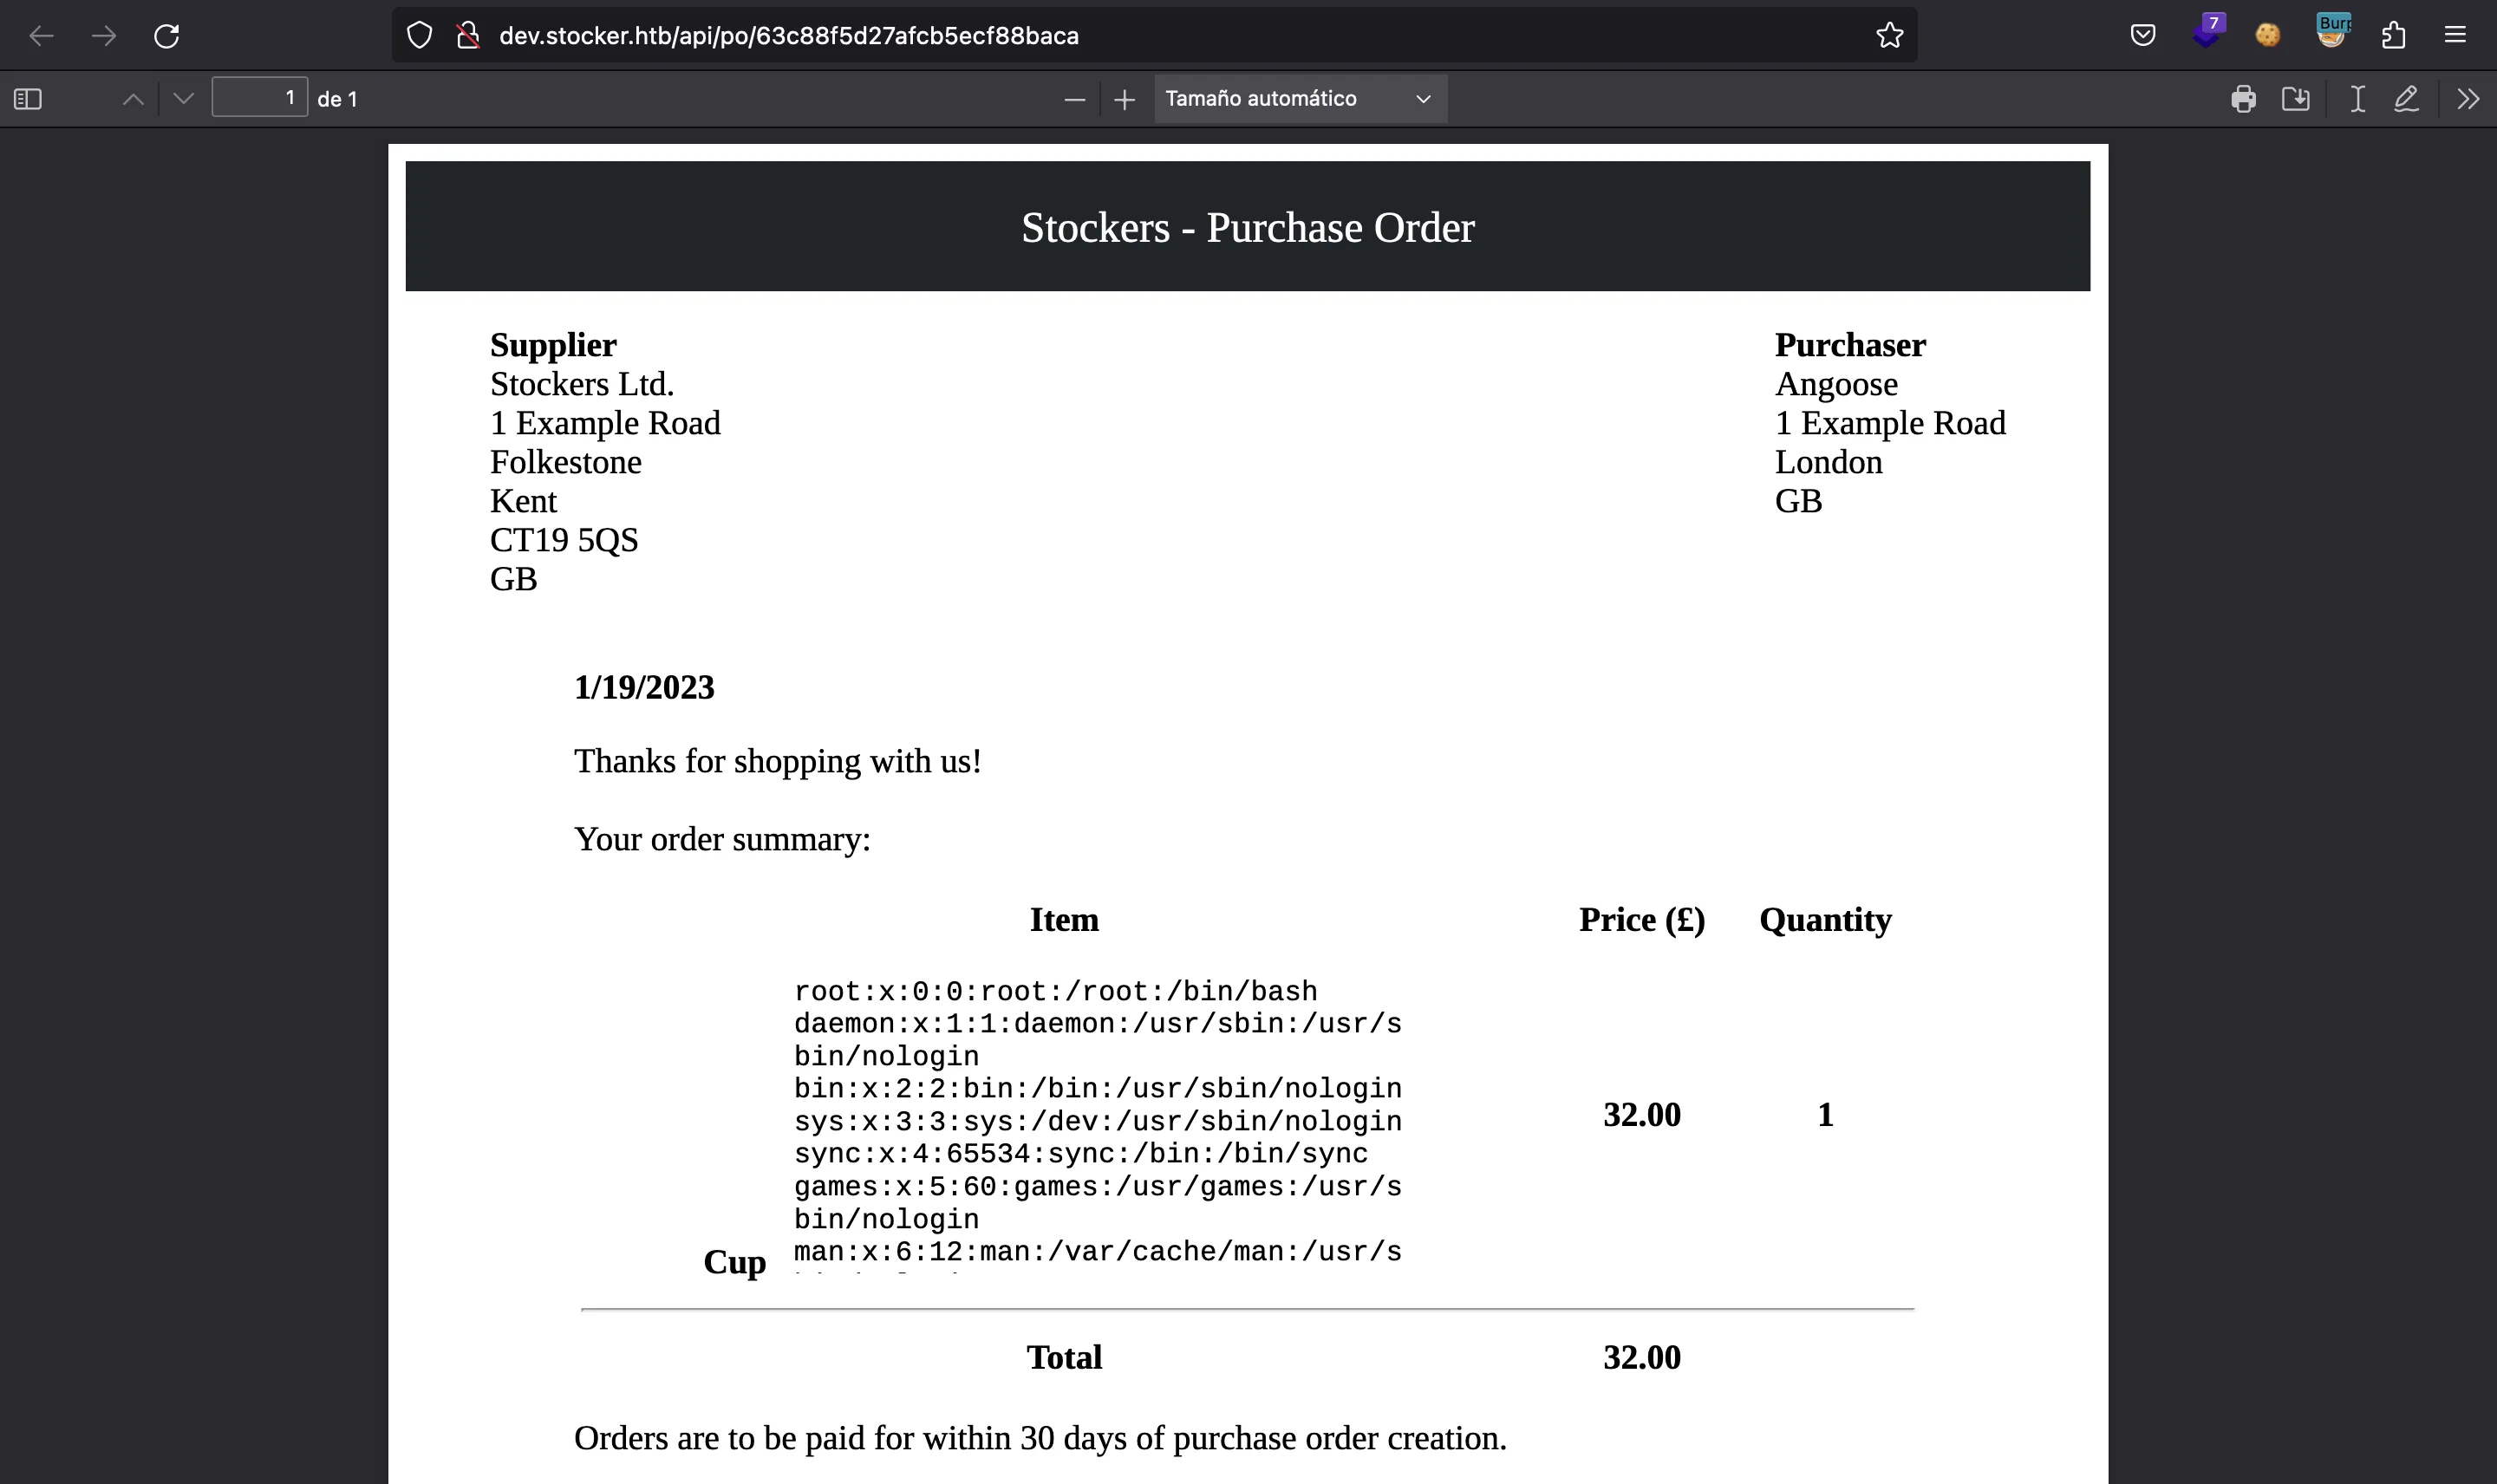 dev.stocker.htb/api/po/63c88f5d27afcb5ecf88baca
7
Burp
1 de 1
Tamaño automático
Stockers - Purchase Order
Supplier
Stockers Ltd.
1 Example Road
Folkestone
Kent
CT19 5QS
GB
Purchaser
Angoose
1 Example Road
London
GB
1/19/2023
Thanks for shopping with us!
Your order summary:
Item Price (£) Quantity
root:x:0:0:root:/root:/bin/bash
daemon:x:1:1:daemon:/usr/sbin:/usr/s
bin/nologin
bin:x:2:2:bin:/bin:/usr/sbin/nologin
sys:x:3:3:sys:/dev:/usr/sbin/nologin
sync:x:4:65534:sync:/bin:/bin/sync
games:x:5:60:games:/usr/games:/usr/s
bin/nologin
man:x:6:12:man:/var/cache/man:/usr/s
Cup
32.00 1
Total 32.00
Orders are to be paid for within 30 days of purchase order creation.